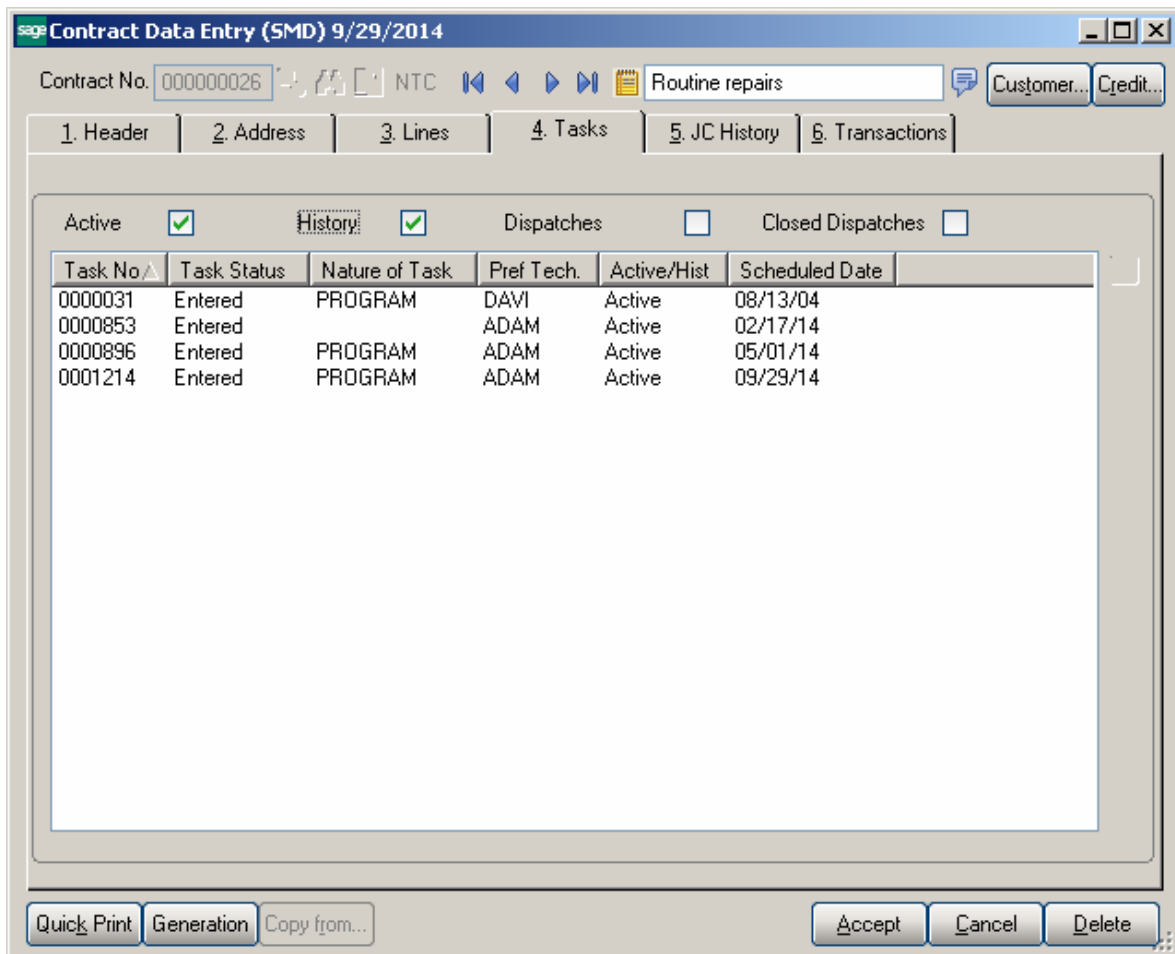 sage Contract Data Entry (SMD) 9/29/2014
Contract No. 000000026 NTC Routine repairs Customer... Credit...
1. Header 2. Address 3. Lines 4. Tasks 5. JC History 6. Transactions
Active History Dispatches Closed Dispatches
Task No. Task Status Nature of Task Pref Tech. Active/Hist Scheduled Date
0000031 Entered PROGRAM DAVI Active 08/13/04
0000853 Entered ADAM Active 02/17/14
0000896 Entered PROGRAM ADAM Active 05/01/14
0001214 Entered PROGRAM ADAM Active 09/29/14
Quick Print Generation Copy from... Accept Cancel Delete